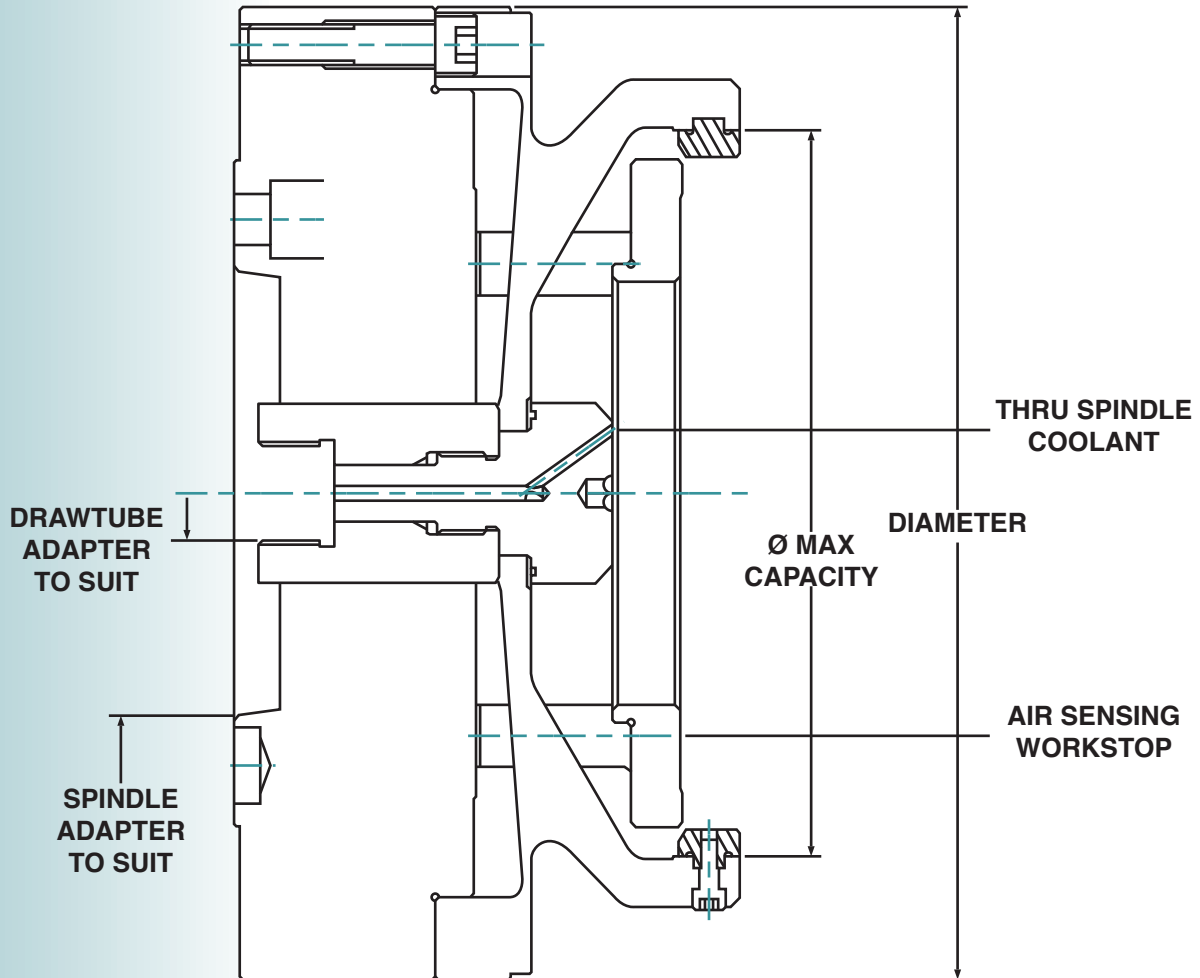 THRU SPINDLE
COOLANT
DRAWTUBE
ADAPTER
TO SUIT
DIAMETER
Ø MAX
CAPACITY
AIR SENSING
WORKSTOP
SPINDLE
ADAPTER
TO SUIT